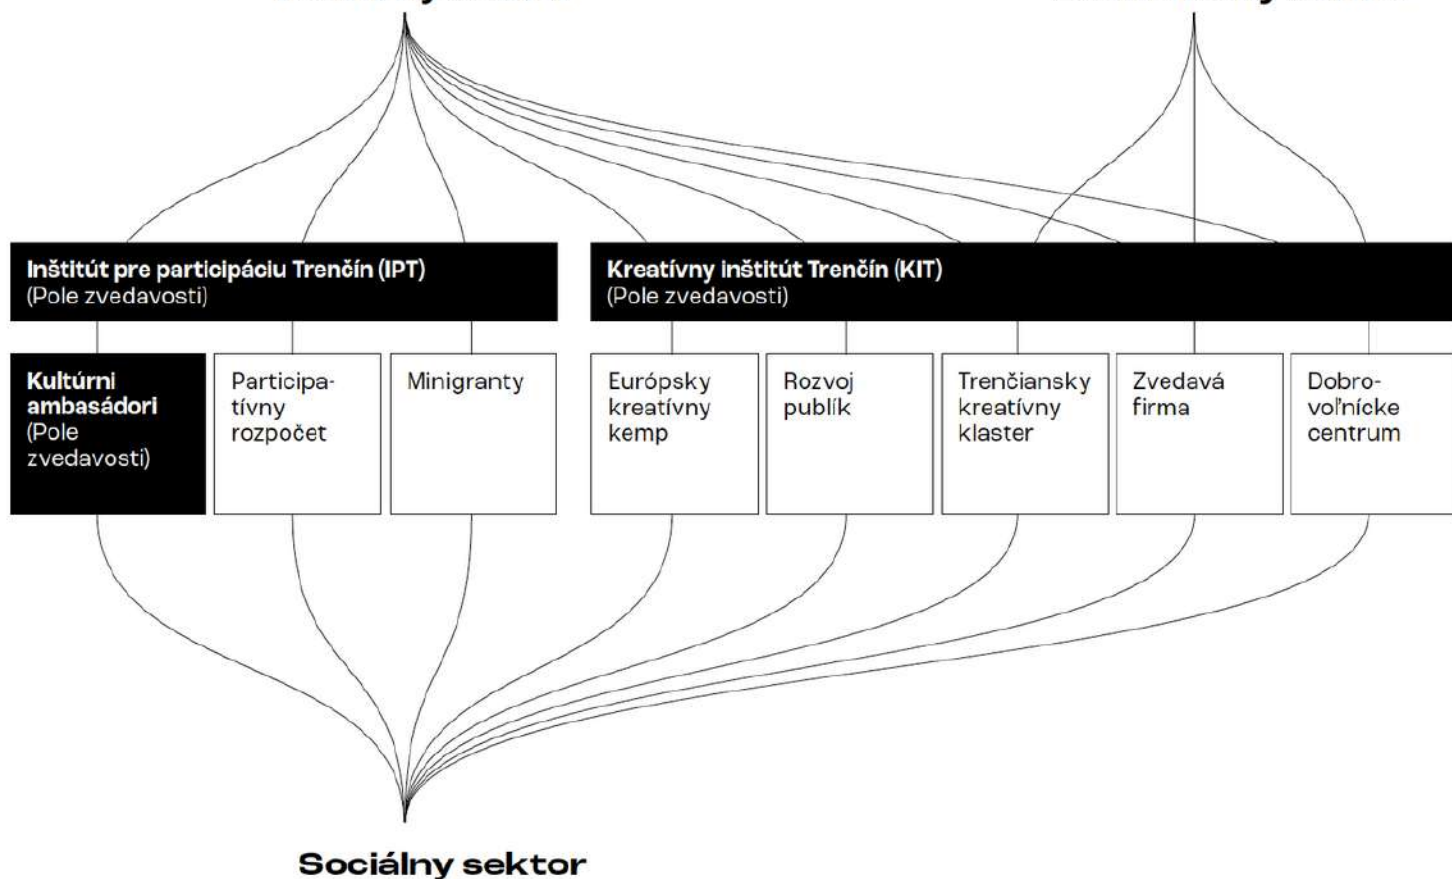 Inštitút pre participáciu Trenčín (IPT)
(Pole zvedavosti)
Kreatívny inštitút Trenčín (KIT)
(Pole zvedavosti)
Kultúrni
ambasádori
(Pole
zvedavosti)
Participa-
tívny
rozpočet
Minigranty
Európsky
kreatívny
kemp
Rozvoj
publík
Trenčiansky
kreatívny
klaster
Zvedavá
firma
Dobro-
voľnícke
centrum
Sociálny sektor